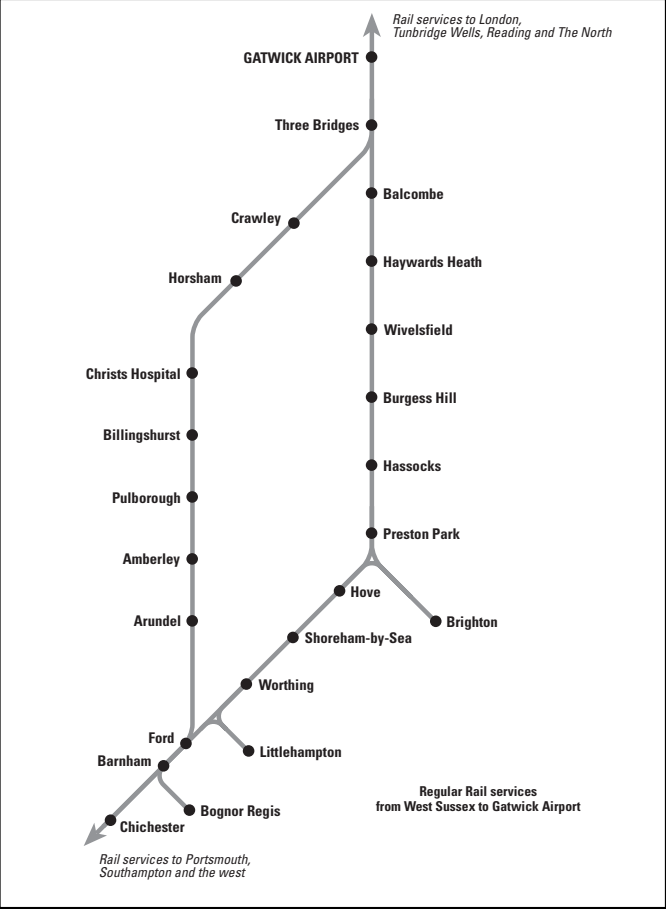 Rail services to London,
Tunbridge Wells, Reading and The North
GATWICK AIRPORT
Three Bridges
Balcombe
Crawley
Haywards Heath
Horsham
Wivelsfield
Christs Hospital
Burgess Hill
Billingshurst
Hassocks
Pulborough
Preston Park
Amberley
Hove
Arundel
Brighton
Shoreham-by-Sea
Worthing
Ford
Littlehampton
Barnham
Regular Rail services
from West Sussex to Gatwick Airport
Bognor Regis
Chichester
Rail services to Portsmouth,
Southampton and the west